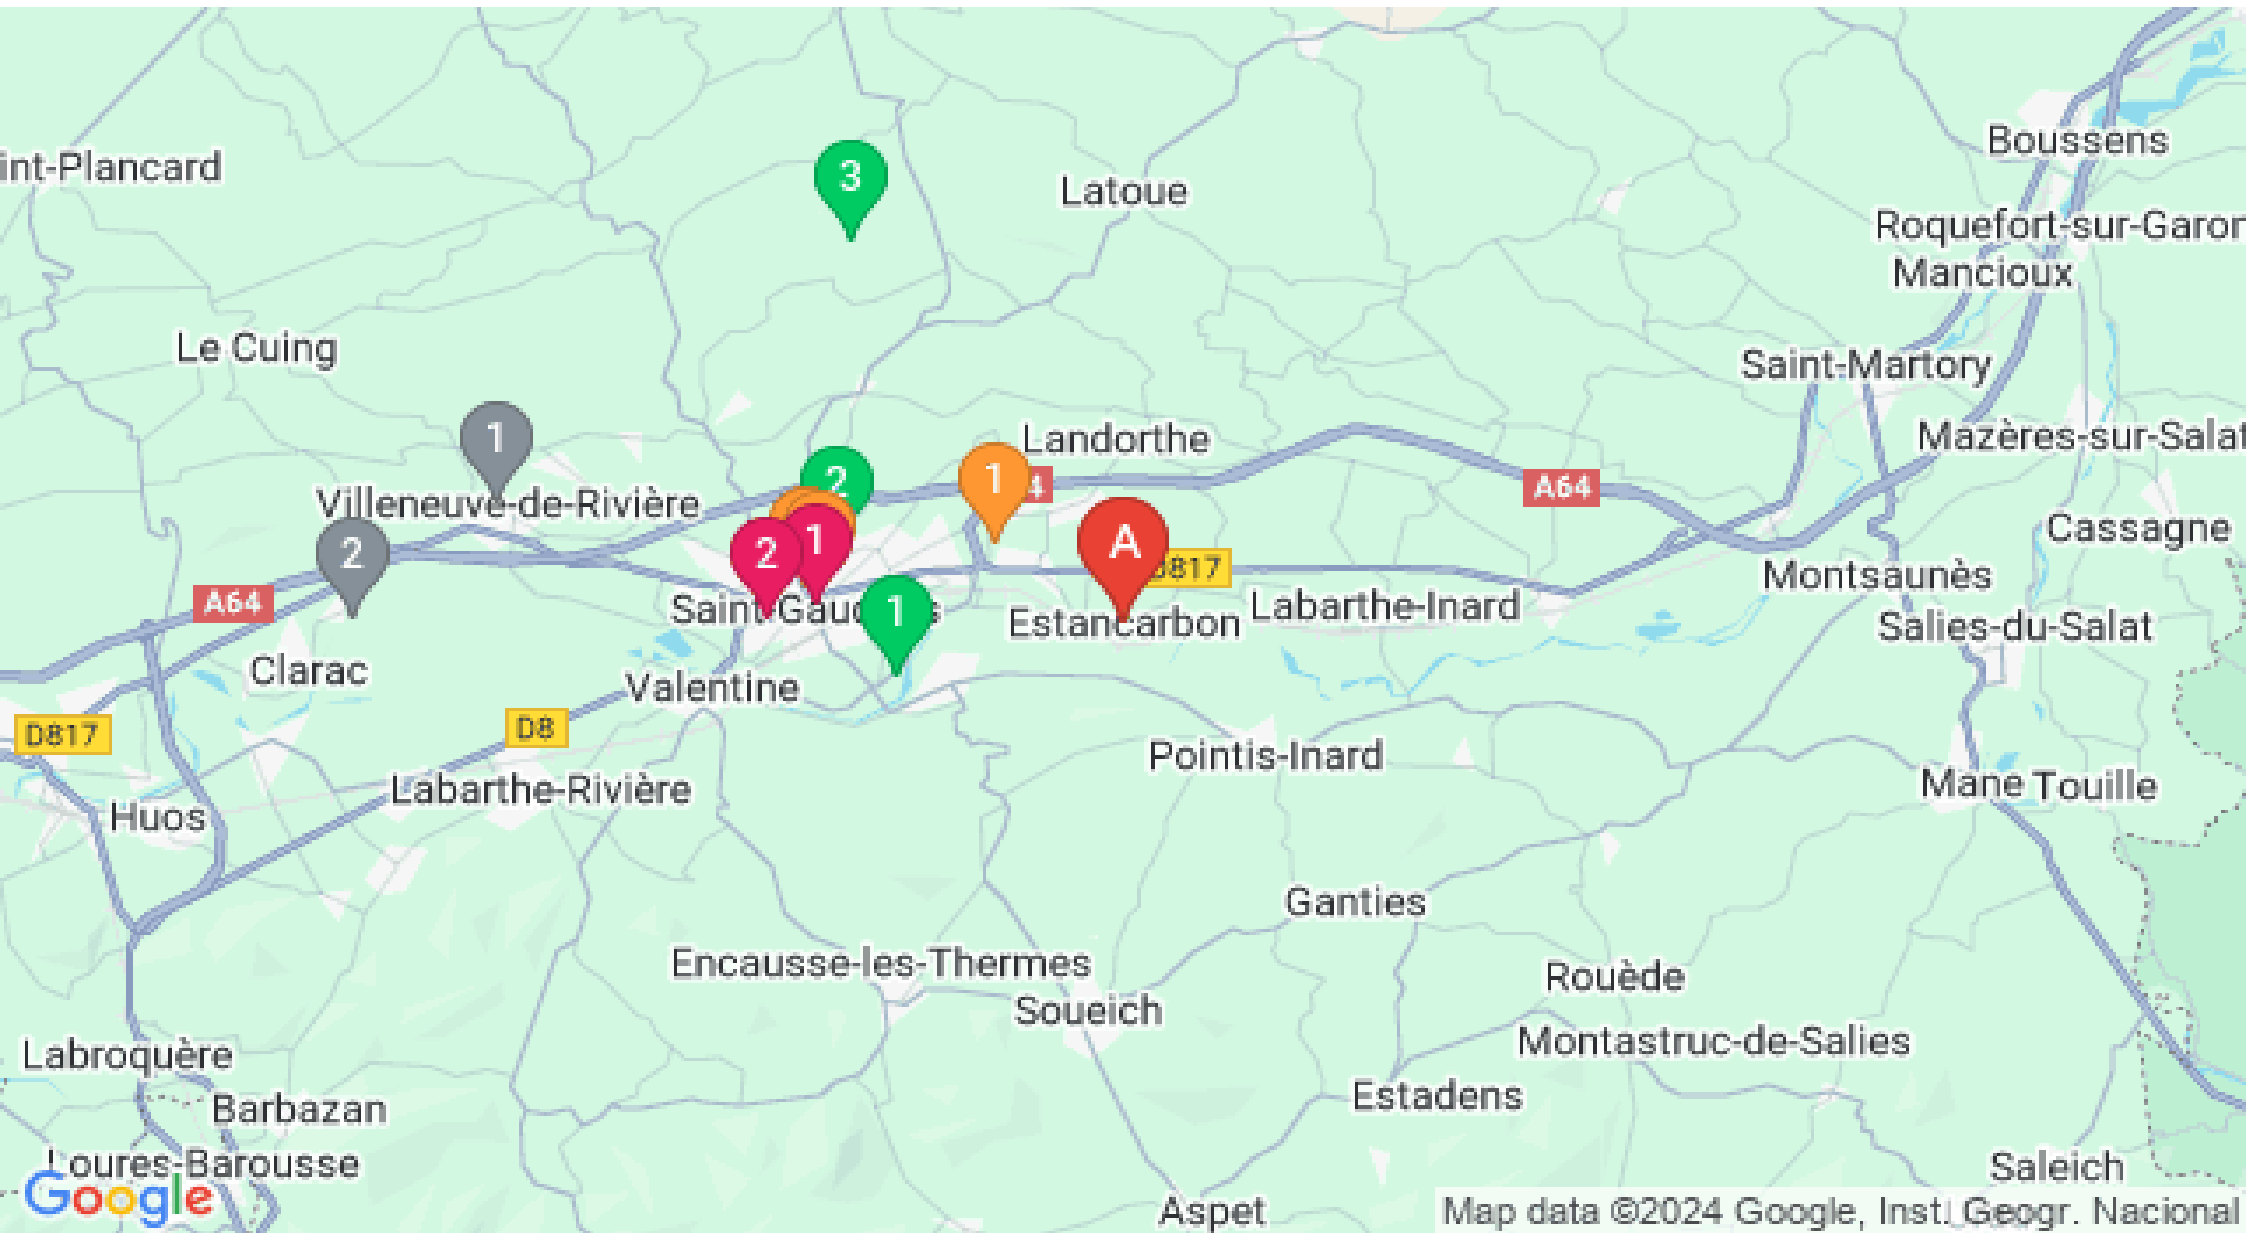 Boussens
int-Plancard
3
Latoue
Roquefort-sur-Garon
Mancioux
Le Cuing
Saint-Martory
1
Landorthe
Mazères-sur-Salat
2
1
4
A64
Villeneuve-de-Rivière
Cassagne
2
2
1
A
D817
Montsaunès
A64
Saint-Gaudens
1
Estancarbon
Labarthe-Inard
Salies-du-Salat
Clarac
Valentine
D817
D8
Pointis-Inard
Labarthe-Rivière
Mane
Touille
Huos
Ganties
Encausse-les-Thermes
Rouède
Soueich
Montastruc-de-Salies
Labroquère
Estadens
Barbazan
Loures-Barousse
Saleich
Google
Aspet
Map data ©2024 Google, Inst. Geogr. Nacional